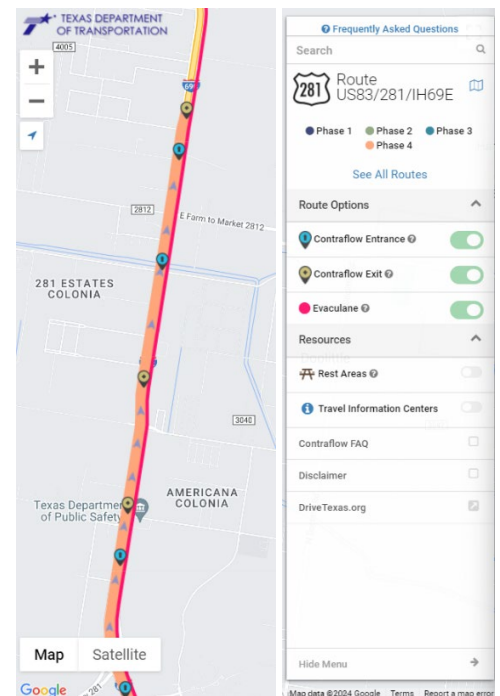 TEXAS DEPARTMENT
OF TRANSPORTATION
4005
69
2812
E Farm to Market 2812
281 ESTATES
COLONIA
3040
AMERICANA
COLONIA
Texas Departmen
of Public Safety
Map
Satellite
Google
281
Frequently Asked Questions
Search
281
Route
US83/281/IH69E
Phase 1
Phase 2
Phase 3
Phase 4
See All Routes
Route Options
Contraflow Entrance
Contraflow Exit
Evaculane
Resources
Rest Areas
Travel Information Centers
Contraflow FAQ
Disclaimer
DriveTexas.org
Hide Menu
Map data ©2024 Google
Terms
Report a map error